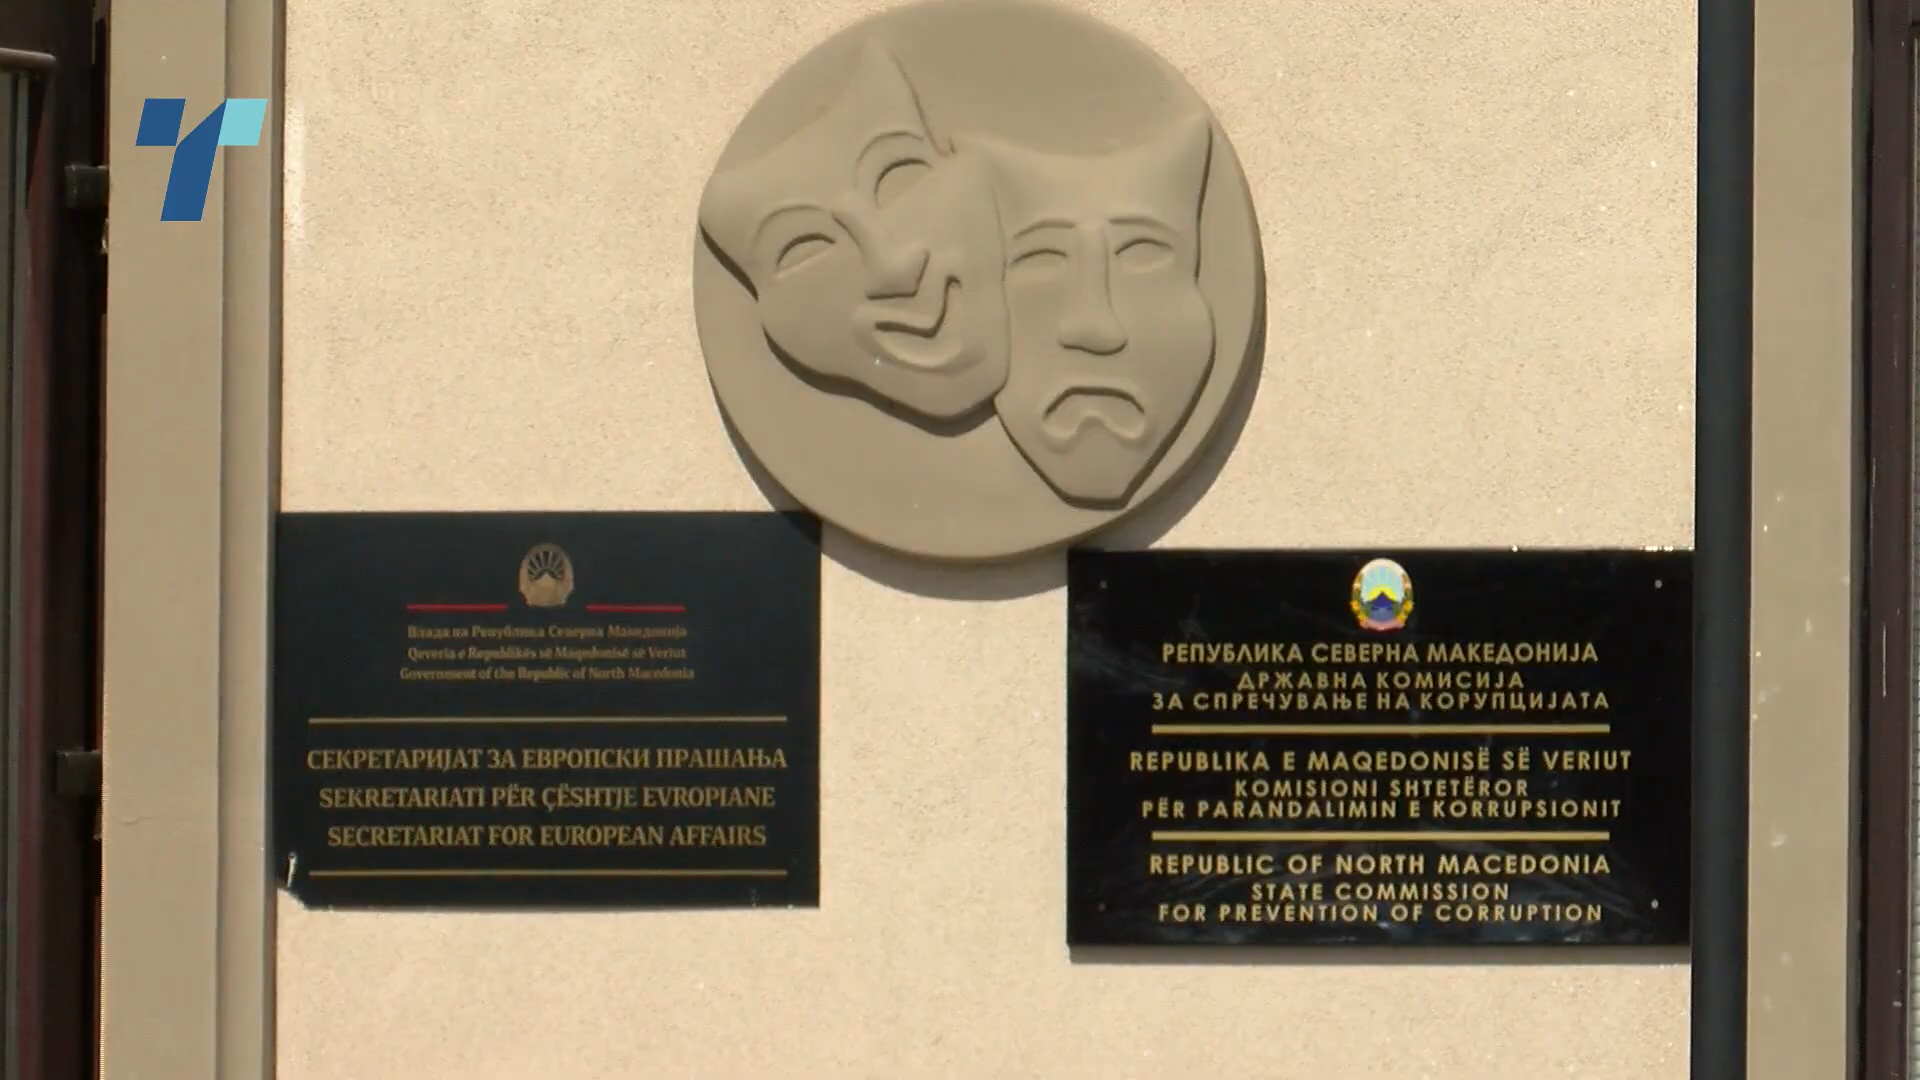 Влада на Република Северна Македонија
Qeveria e Republikës së Maqedonisë së Veriut
Government of the Republic of North Macedonia
СЕКРЕТАРИЈАТ ЗА ЕВРОПСКИ ПРАШАЊА
SEKRETARIATI PËR ÇËSHTJE EVROPIANE
SECRETARIAT FOR EUROPEAN AFFAIRS
РЕПУБЛИКА СЕВЕРНА МАКЕДОНИЈА
ДРЖАВНА КОМИСИЈА
ЗА СПРЕЧУВАЊЕ НА КОРУПЦИЈАТА
REPUBLIKA E MAQEDONISË SË VERIUT
KOMISIONI SHTETËROR
PËR PARANDALIMIN E KORRUPSIONIT
REPUBLIC OF NORTH MACEDONIA
STATE COMMISSION
FOR PREVENTION OF CORRUPTION